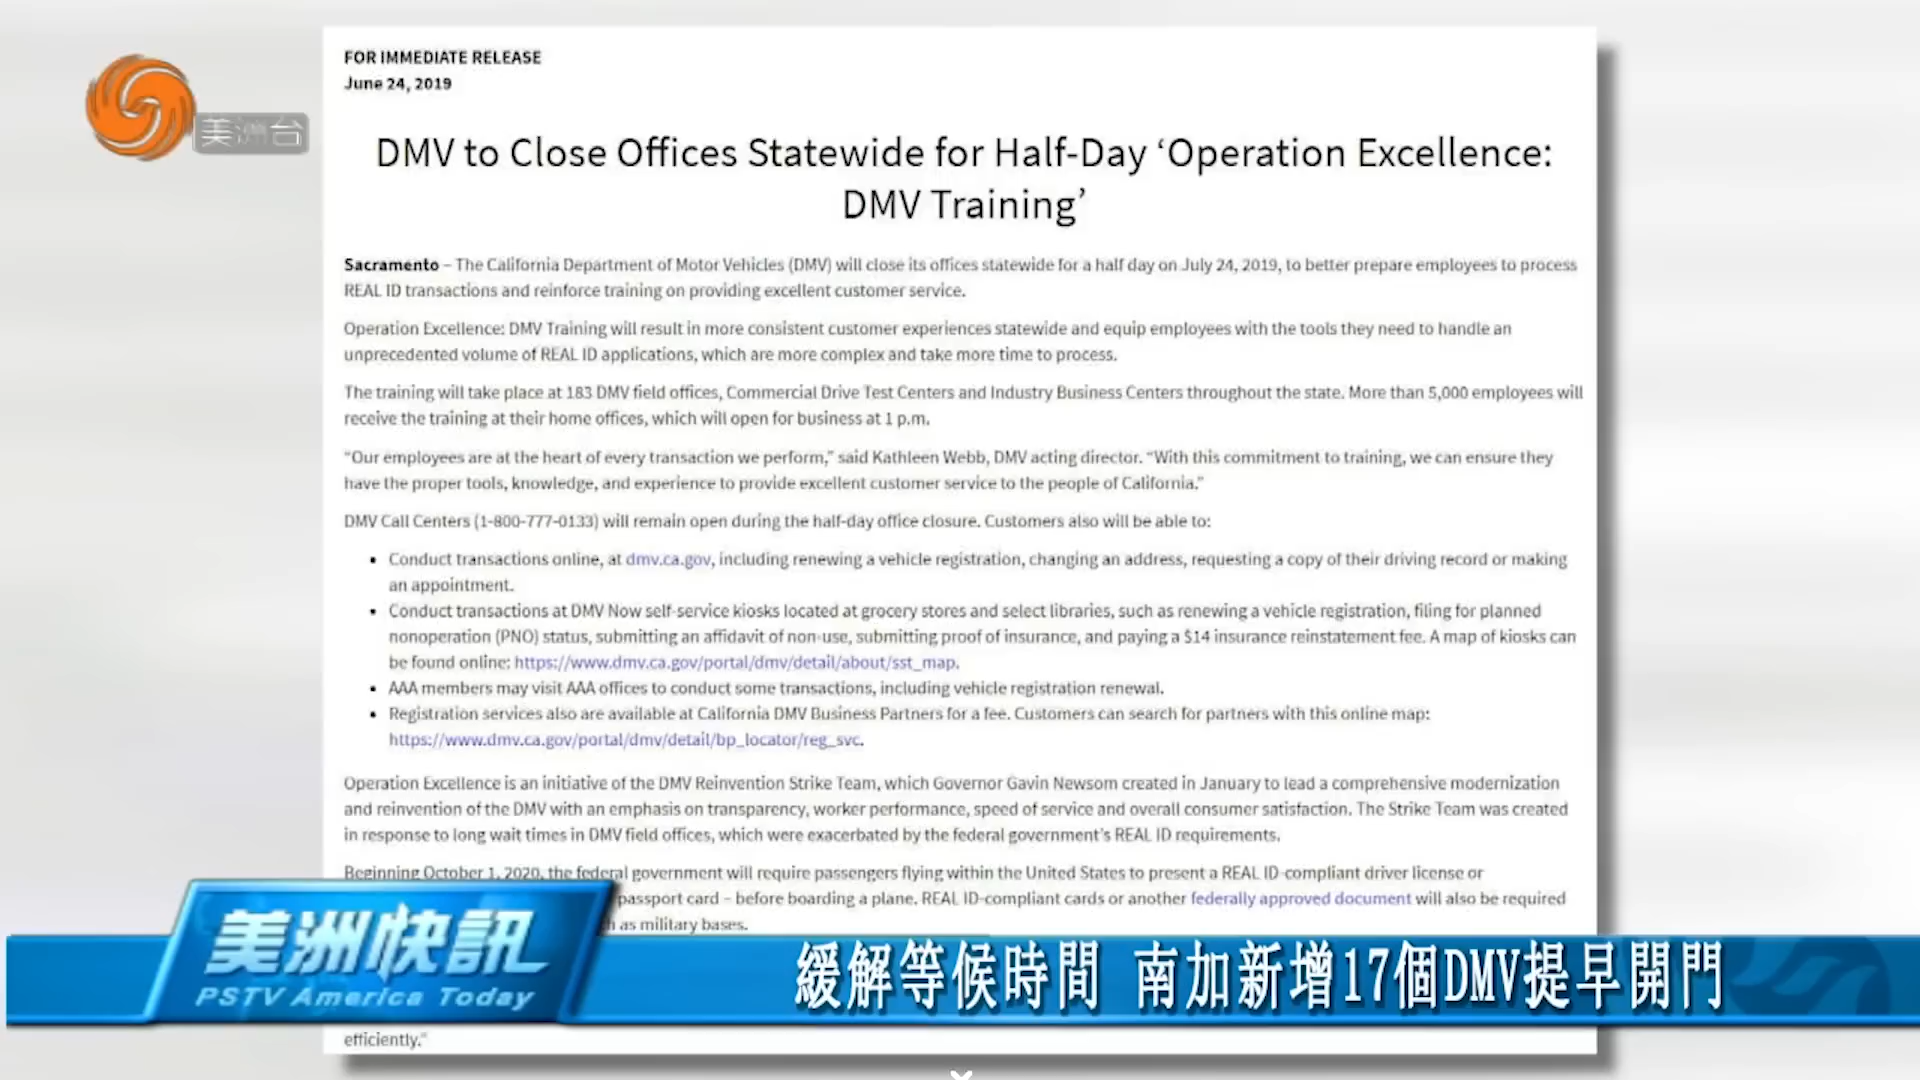 FOR IMMEDIATE RELEASE
June 24, 2019
美洲台
DMV to Close Offices Statewide for Half-Day ‘Operation Excellence:
DMV Training’
Sacramento – The California Department of Motor Vehicles (DMV) will close its offices statewide for a half day on July 24, 2019, to better prepare employees to process
REAL ID transactions and reinforce training on providing excellent customer service.
Operation Excellence: DMV Training will result in more consistent customer experiences statewide and equip employees with the tools they need to handle an
unprecedented volume of REAL ID applications, which are more complex and take more time to process.
The training will take place at 183 DMV field offices, Commercial Drive Test Centers and Industry Business Centers throughout the state. More than 5,000 employees will
receive the training at their home offices, which will open for business at 1 p.m.
“Our employees are at the heart of every transaction we perform,” said Kathleen Webb, DMV acting director. “With this commitment to training, we can ensure they
have the proper tools, knowledge, and experience to provide excellent customer service to the people of California.”
DMV Call Centers (1-800-777-0133) will remain open during the half-day office closure. Customers also will be able to:
• Conduct transactions online, at dmv.ca.gov, including renewing a vehicle registration, changing an address, requesting a copy of their driving record or making
an appointment.
• Conduct transactions at DMV Now self-service kiosks located at grocery stores and select libraries, such as renewing a vehicle registration, filing for planned
nonoperation (PNO) status, submitting an affidavit of non-use, submitting proof of insurance, and paying a $14 insurance reinstatement fee. A map of kiosks can
be found online: https://www.dmv.ca.gov/portal/dmv/detail/about/sst_map.
• AAA members may visit AAA offices to conduct some transactions, including vehicle registration renewal.
• Registration services also are available at California DMV Business Partners for a fee. Customers can search for partners with this online map:
https://www.dmv.ca.gov/portal/dmv/detail/bp_locator/reg_svc.
Operation Excellence is an initiative of the DMV Reinvention Strike Team, which Governor Gavin Newsom created in January to lead a comprehensive modernization
and reinvention of the DMV with an emphasis on transparency, worker performance, speed of service and overall consumer satisfaction. The Strike Team was created
in response to long wait times in DMV field offices, which were exacerbated by the federal government’s REAL ID requirements.
Beginning October 1, 2020, the federal government will require passengers flying within the United States to present a REAL ID-compliant driver license or
passport card – before boarding a plane. REAL ID-compliant cards or another federally approved document will also be required
as military bases.
美洲快訊
PSTV America Today
緩解等候時間 南加新增17個DMV提早開門
efficiently.”